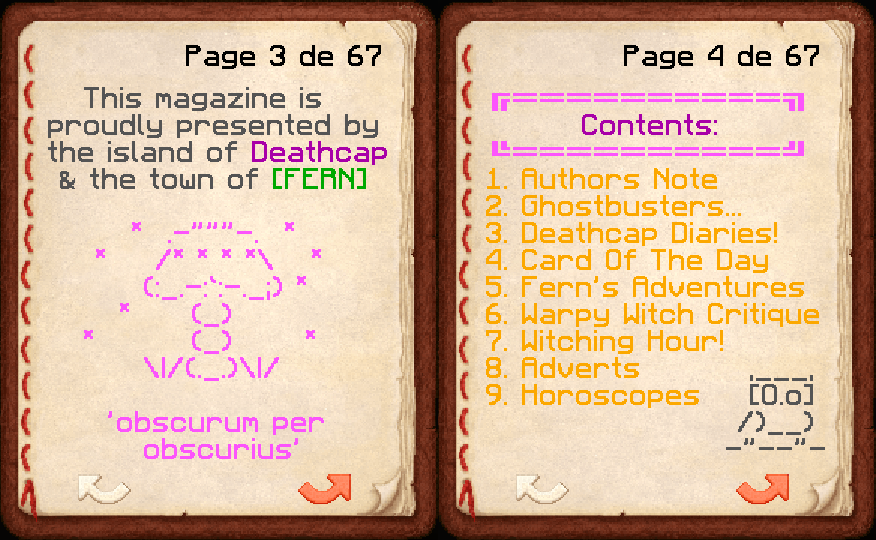 Page 3 de 67
This magazine is
proudly presented by
the island of Deathcap
& the town of [FERN]
'obscurum per
obscurius'
Page 4 de 67
Contents:
1. Authors Note
2. Ghostbusters...
3. Deathcap Diaries!
4. Card Of The Day
5. Fern's Adventures
6. Warpy Witch Critique
7. Witching Hour!
8. Adverts
9. Horoscopes